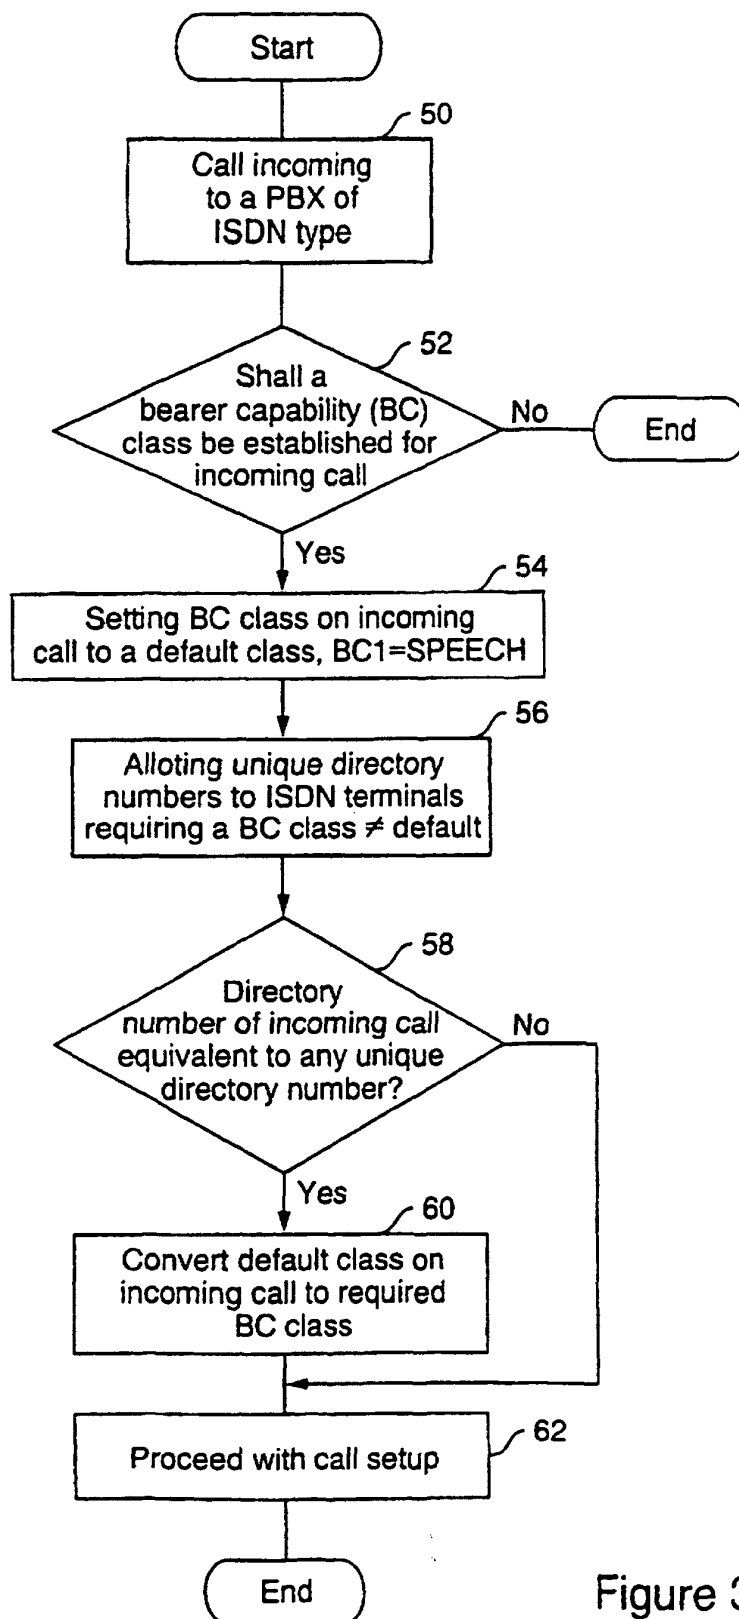 Start
50
Call incoming
to a PBX of
ISDN type
52
Shall a
bearer capability (BC)
class be established for
incoming call
No
End
Yes
54
Setting BC class on incoming
call to a default class, BC1=SPEECH
56
Alloting unique directory
numbers to ISDN terminals
requiring a BC class ≠ default
58
Directory
number of incoming call
equivalent to any unique
directory number?
No
Yes
60
Convert default class on
incoming call to required
BC class
62
Proceed with call setup
End
Figure 3